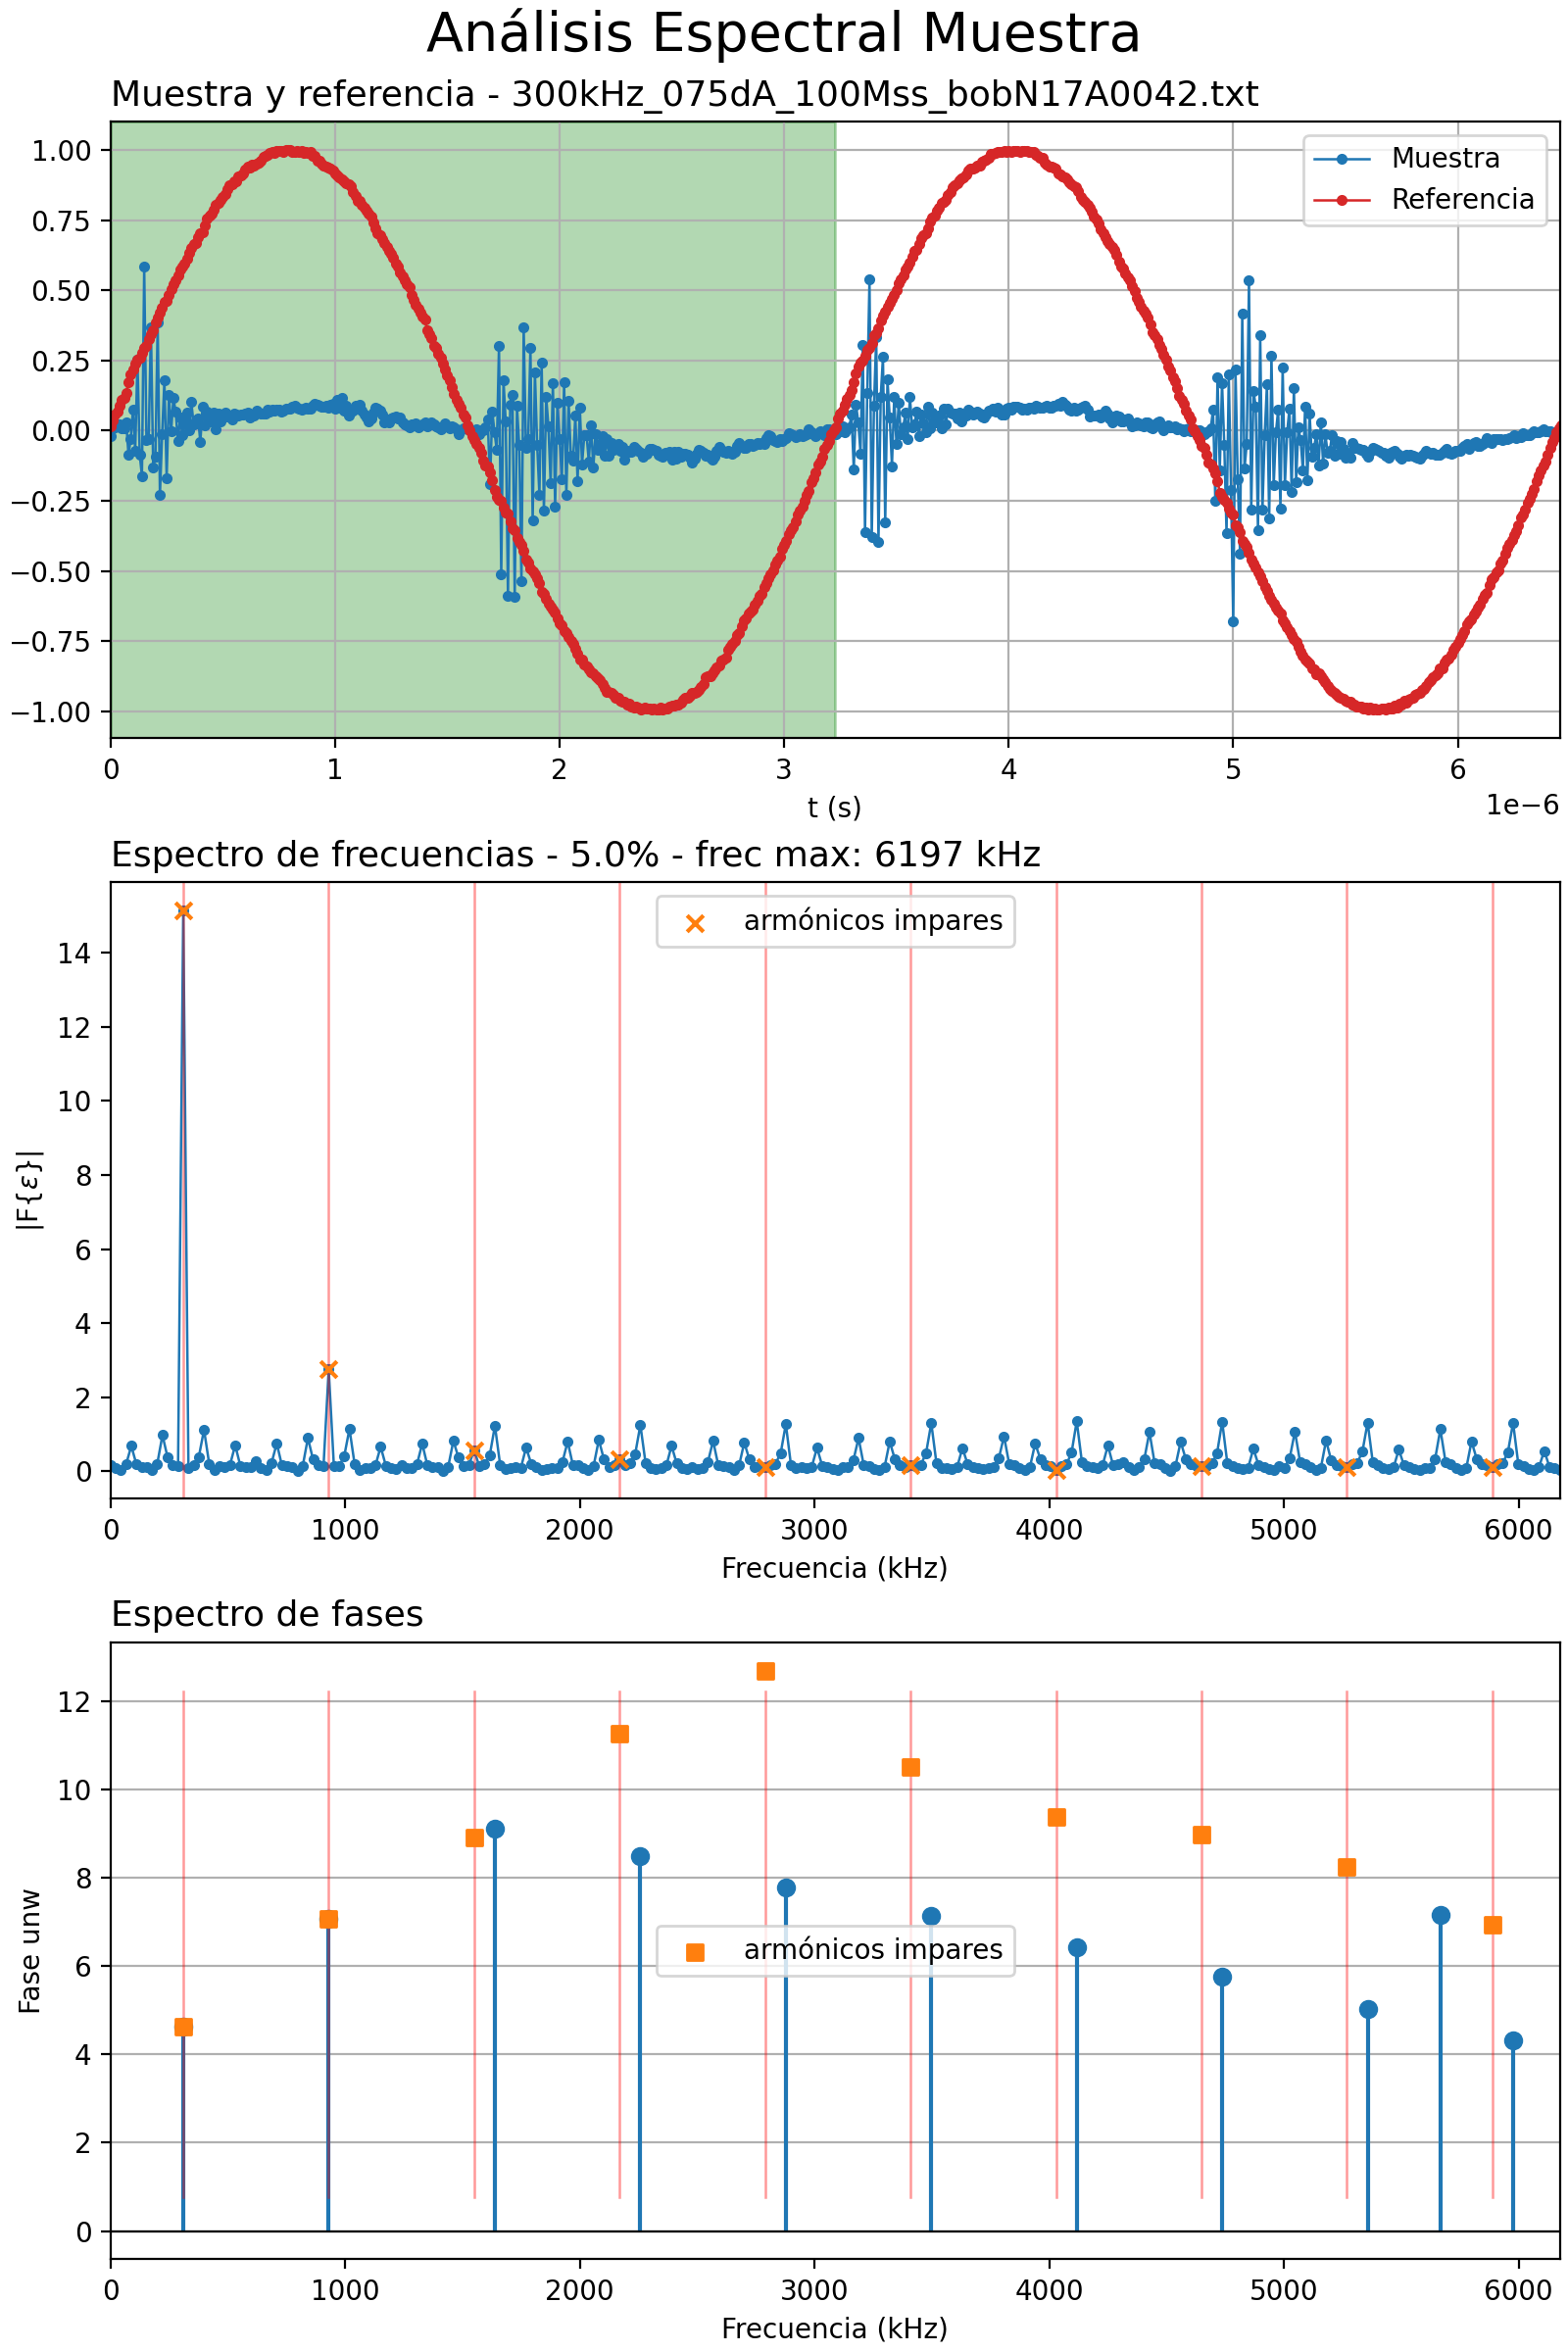 Análisis Espectral Muestra
Muestra y referencia - 300kHz_075dA_100Mss_bobN17A0042.txt
1.00
0.75
0.50
0.25
0.00
−0.25
−0.50
−0.75
−1.00
Muestra
Referencia
0 1 2 3 4 5 6
1e−6
t (s)
Espectro de frecuencias - 5.0% - frec max: 6197 kHz
armónicos impares
14
12
10
8
6
4
2
0
|F{ε}|
0 1000 2000 3000 4000 5000 6000
Frecuencia (kHz)
Espectro de fases
12
10
8
6
4
2
0
Fase unw
armónicos impares
0 1000 2000 3000 4000 5000 6000
Frecuencia (kHz)